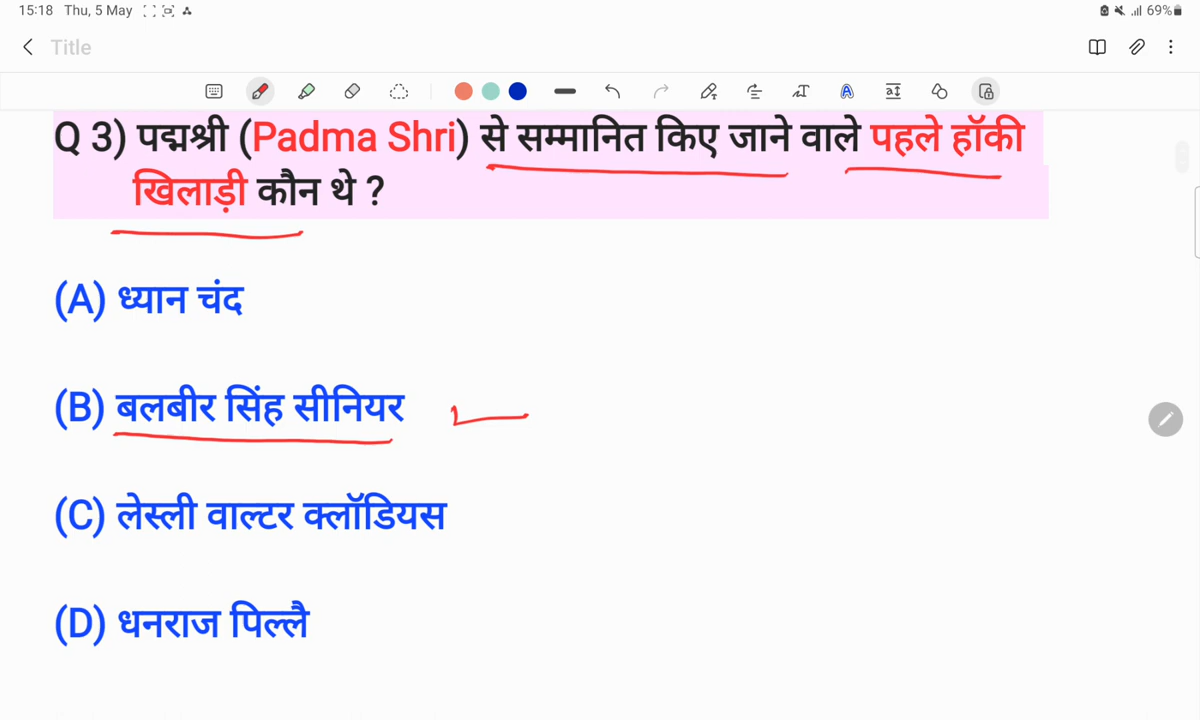 15:18 Thu, 5 May
69%
Title
Q 3) पद्मश्री (Padma Shri) से सम्मानित किए जाने वाले पहले हॉकी
खिलाड़ी कौन थे ?
(A) ध्यान चंद
(B) बलबीर सिंह सीनियर
(C) लेस्ली वाल्टर क्लॉडियस
(D) धनराज पिल्लै